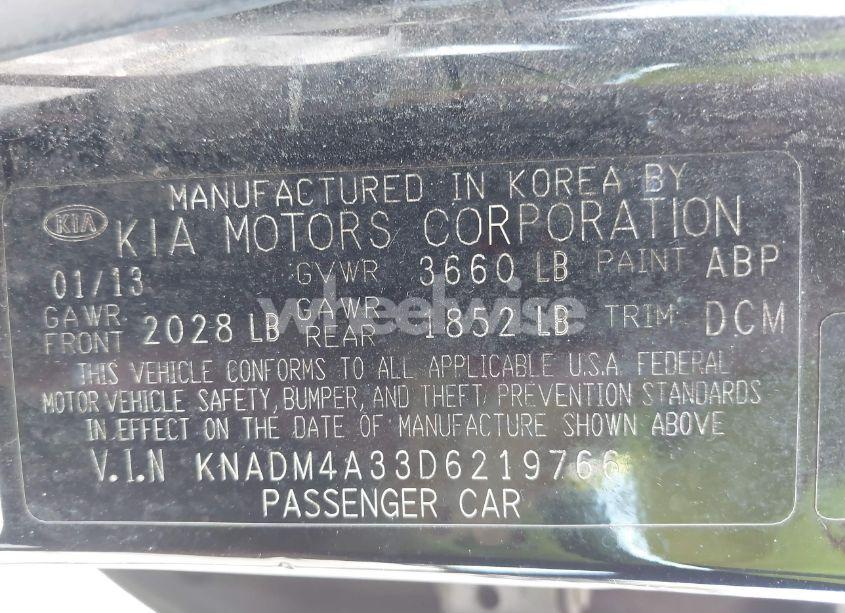 MANUFACTURED IN KOREA BY
KIA KIA MOTORS CORPORATION
01/13 GVWR 3660 LB PAINT ABP
GAWR FRONT 2028 LB GAWR REAR 1852 LB TRIM DCM
wheelwise
THIS VEHICLE CONFORMS TO ALL APPLICABLE U.S.A. FEDERAL
MOTOR VEHICLE SAFETY, BUMPER, AND THEFT PREVENTION STANDARDS
IN EFFECT ON THE DATE OF MANUFACTURE SHOWN ABOVE
V.I.N KNADM4A33D6219766
PASSENGER CAR